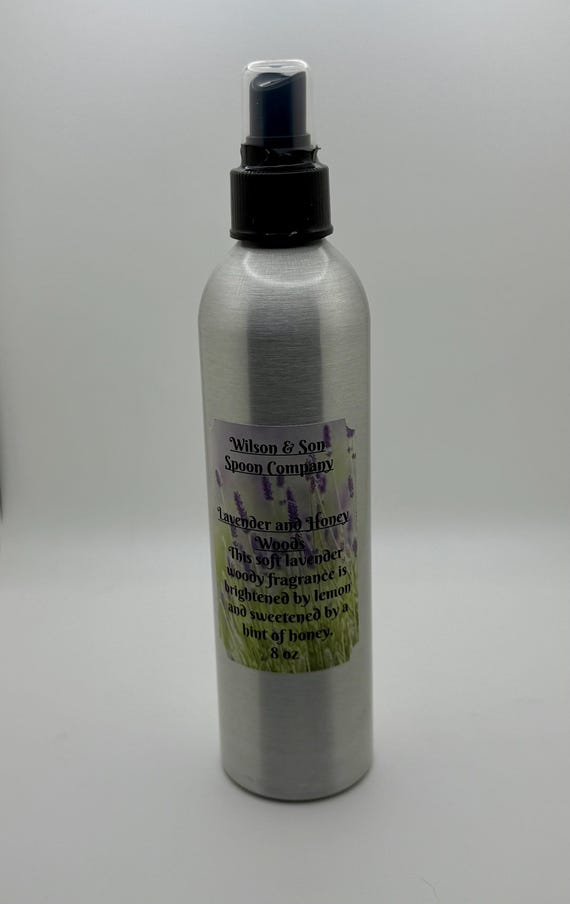 Wilson & Son
Spoon Company
Lavender and Honey
Woods
This soft lavender
woody fragrance is
brightened by lemon
and sweetened by a
hint of honey.
8 oz